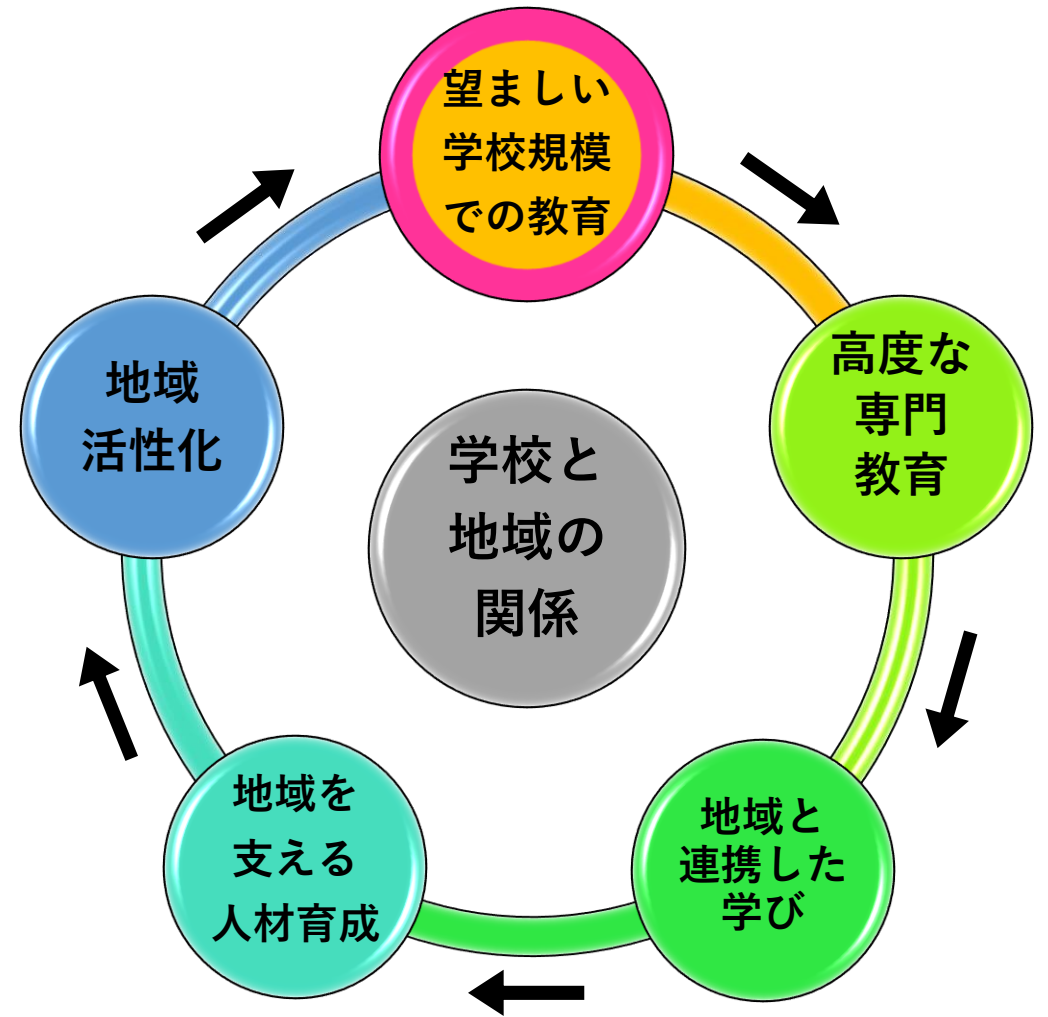 望ましい
学校規模
での教育
高度な
専門
教育
地域と
連携した
学び
地域を
支える
人材育成
地域
活性化
学校と
地域の
関係